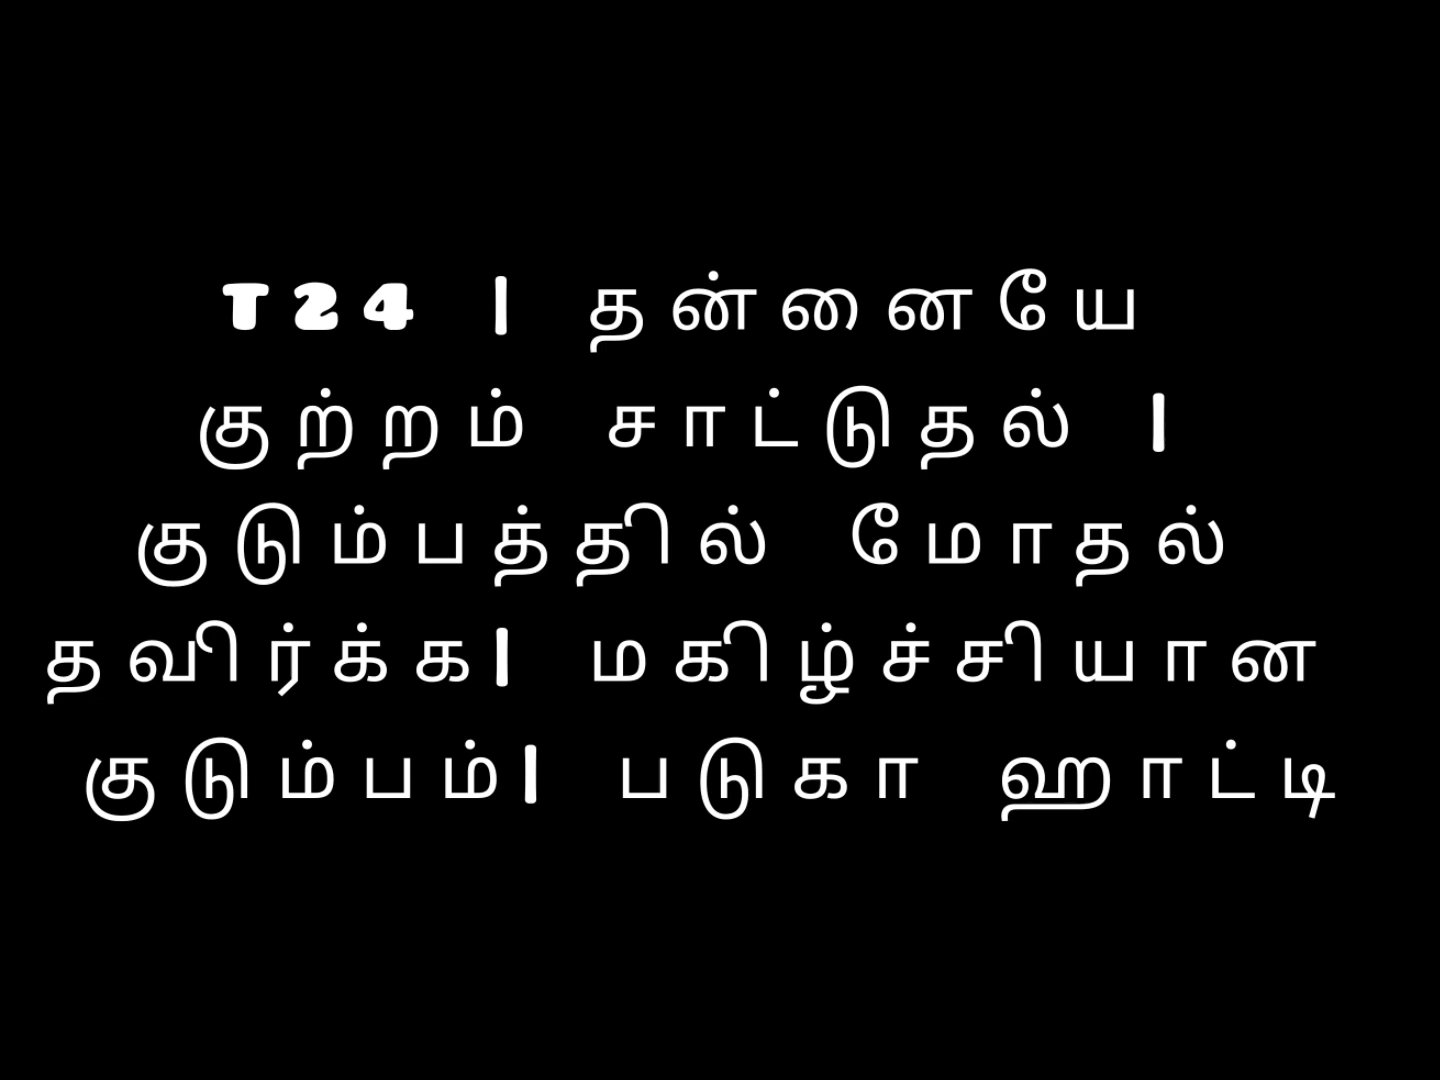 T24 | தன்னையே
குற்றம் சாட்டுதல் |
குடும்பத்தில் மோதல்
தவிர்க்க| மகிழ்ச்சியான
குடும்பம்| படுகா ஹாட்டி